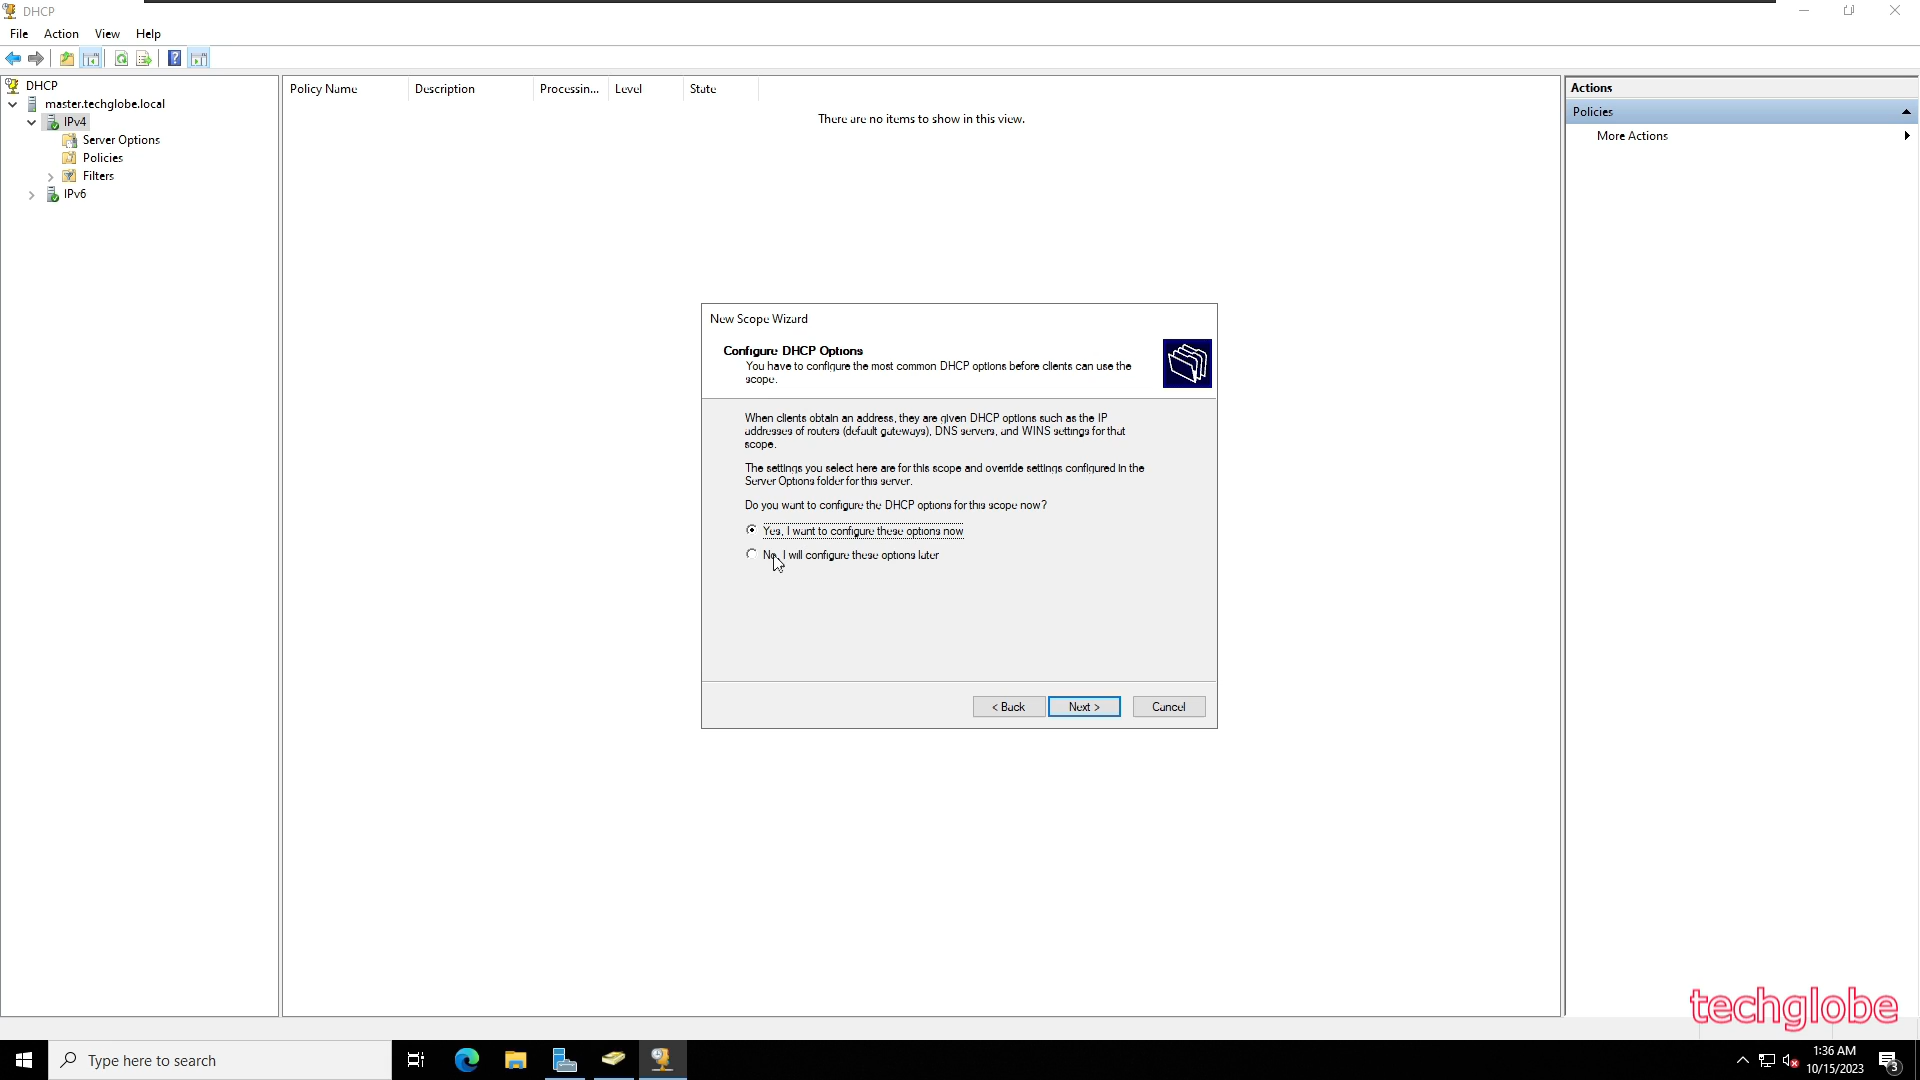 DHCP
File Action View Help
DHCP
master.techglobe.local
IPv4
Server Options
Policies
Filters
IPv6
Policy Name Description Processin... Level State
There are no items to show in this view.
Actions
Policies
More Actions
New Scope Wizard
Configure DHCP Options
You have to configure the most common DHCP options before clients can use the
scope.
When clients obtain an address, they are given DHCP options such as the IP
addresses of routers (default gateways), DNS servers, and WINS settings for that
scope.
The settings you select here are for this scope and override settings configured in the
Server Options folder for this server.
Do you want to configure the DHCP options for this scope now?
Yes, I want to configure these options now
No, I will configure these options later
< Back Next > Cancel
techglobe
Type here to search
1:36 AM
10/15/2023
3